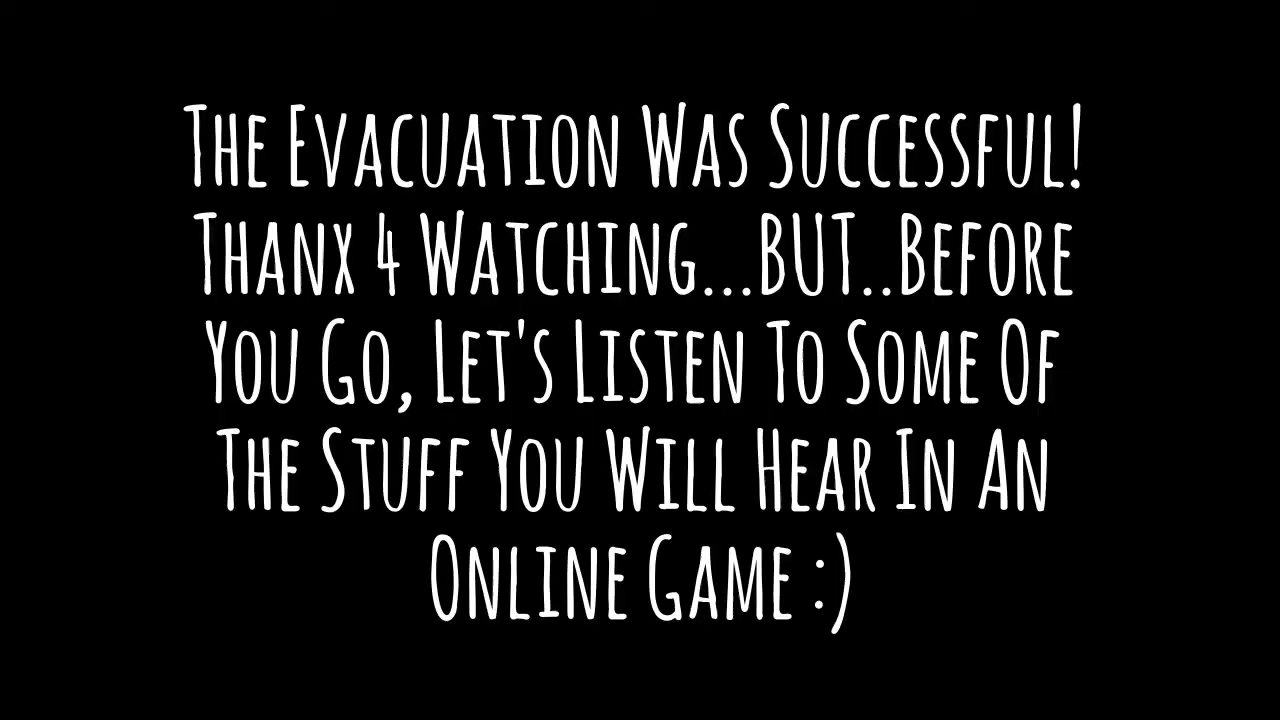 The Evacuation Was Successful!
Thanx 4 Watching...BUT..Before
You Go, Let's Listen To Some Of
The Stuff You Will Hear In An
Online Game :)